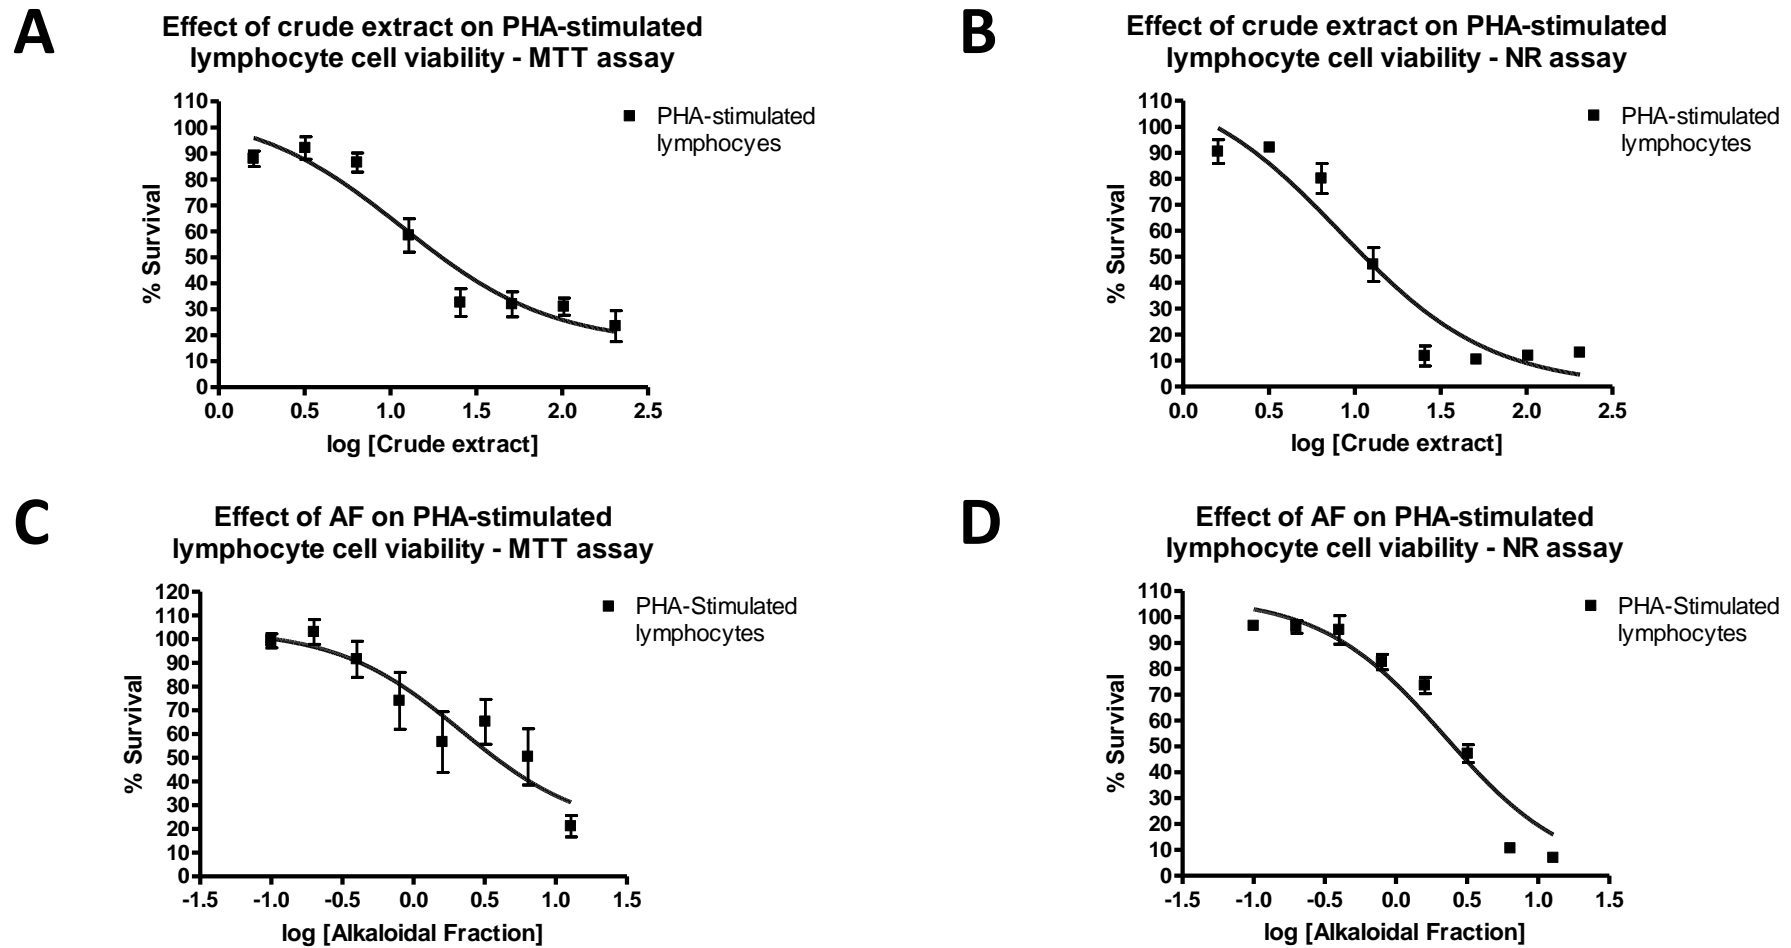 A
Effect of crude extract on PHA-stimulated
lymphocyte cell viability - MTT assay
110
100
90
80
70
60
50
40
30
20
10
0
% Survival
0.0 0.5 1.0 1.5 2.0 2.5
log [Crude extract]
PHA-stimulated
lymphocyes
B
Effect of crude extract on PHA-stimulated
lymphocyte cell viability - NR assay
110
100
90
80
70
60
50
40
30
20
10
0
% Survival
0.0 0.5 1.0 1.5 2.0 2.5
log [Crude extract]
PHA-stimulated
lymphocytes
C
Effect of AF on PHA-stimulated
lymphocyte cell viability - MTT assay
120
110
100
90
80
70
60
50
40
30
20
10
0
% Survival
-1.5 -1.0 -0.5 0.0 0.5 1.0 1.5
log [Alkaloidal Fraction]
PHA-Stimulated
lymphocytes
D
Effect of AF on PHA-stimulated
lymphocyte cell viability - NR assay
110
100
90
80
70
60
50
40
30
20
10
0
% Survival
-1.5 -1.0 -0.5 0.0 0.5 1.0 1.5
log [Alkaloidal Fraction]
PHA-Stimulated
lymphocytes